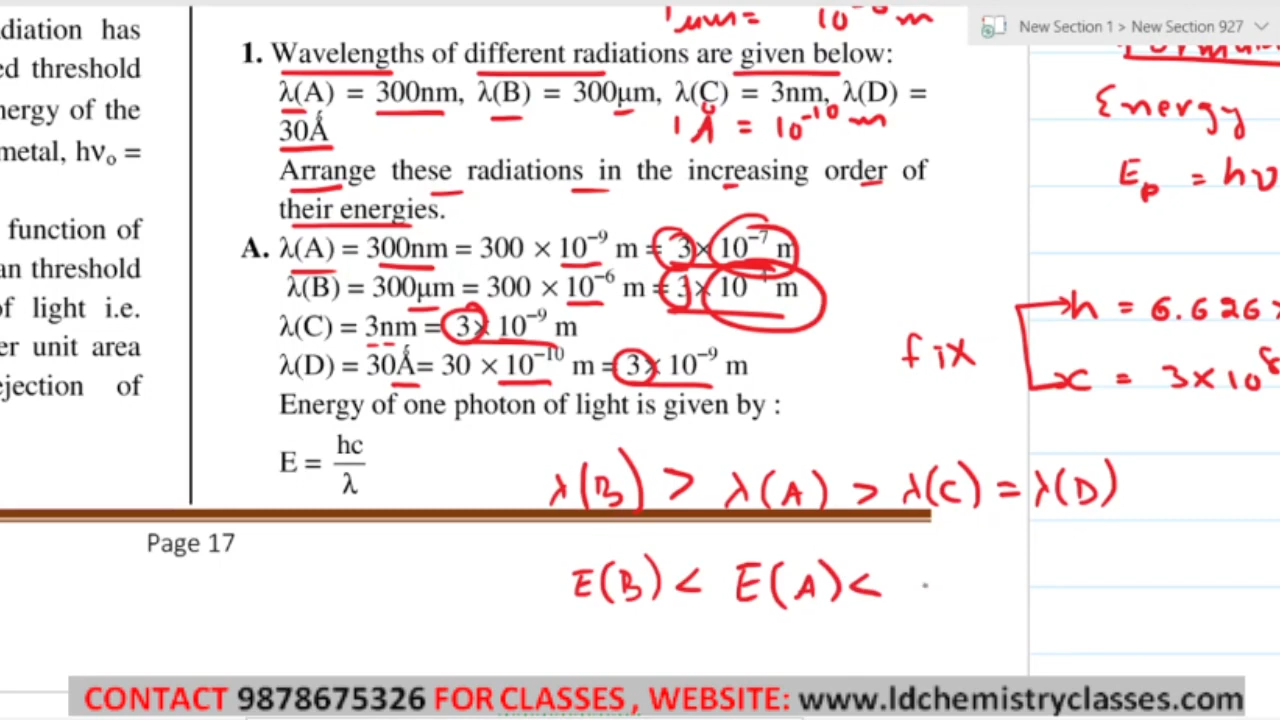 diation has
ed threshold
nergy of the
metal, hνₒ =
function of
an threshold
of light i.e.
er unit area
ejection of
1 μm = 10 m
1. Wavelengths of different radiations are given below:
λ(A) = 300nm, λ(B) = 300μm, λ(C) = 3nm, λ(D) =
30Å
1 Å = 10⁻¹⁰ m
Arrange these radiations in the increasing order of
their energies.
A. λ(A) = 300nm = 300 × 10⁻⁹ m = 3 × 10⁻⁷ m
λ(B) = 300μm = 300 × 10⁻⁶ m = 3 × 10⁻⁴ m
λ(C) = 3nm = 3 × 10⁻⁹ m
λ(D) = 30Å = 30 × 10⁻¹⁰ m = 3 × 10⁻⁹ m
Energy of one photon of light is given by :
E = hc/λ
λ(B) > λ(A) > λ(C) = λ(D)
Page 17
E(B) < E(A) <
New Section 1 > New Section 927
Energy
Eₚ = hν
fix
h = 6.626×
c = 3×10⁸
CONTACT 9878675326 FOR CLASSES , WEBSITE: www.ldchemistryclasses.com